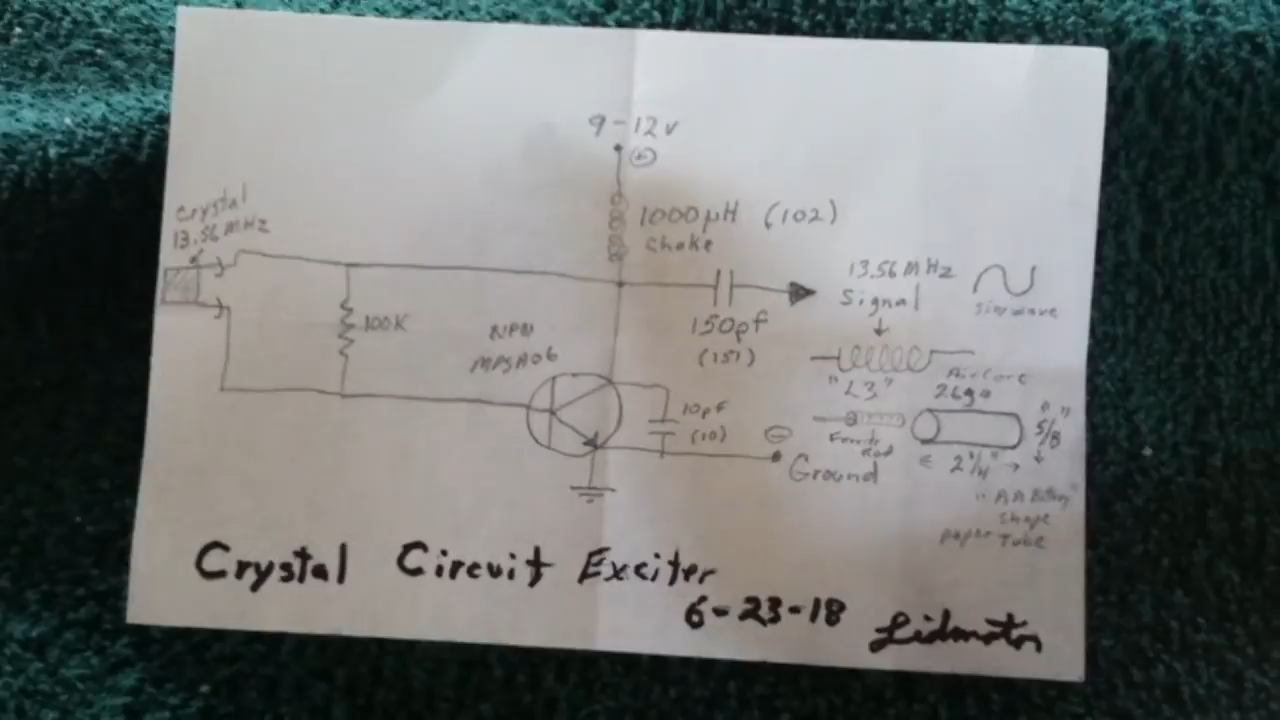 9-12v
+
Crystal
13.56 MHz
1000µH (102)
Choke
100K
NPN
MPSA06
150pf
(151)
13.56 MHz
Signal
Sinwave
"L3"
Air Core
26ga
10pf
(10)
Ground
Rod
2 1/4"
"5/8"
"AA Battery"
Shape
paper Tube
Crystal Circuit Exciter
6-23-18 Lidmotor